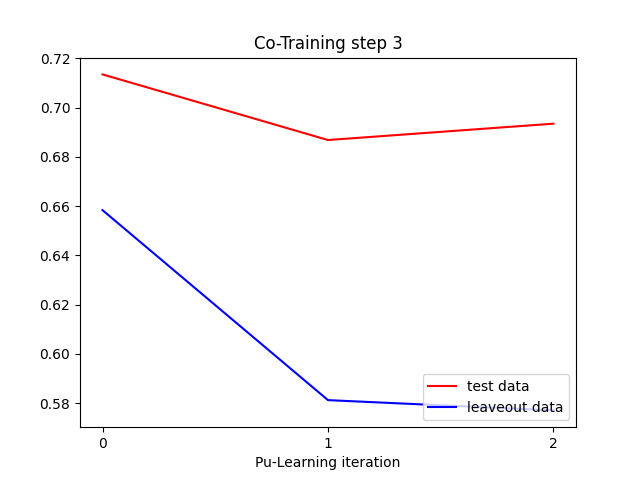 Co-Training step 3
0.72
0.70
0.68
0.66
0.64
0.62
0.60
0.58
test data
leaveout data
0 1 2
Pu-Learning iteration